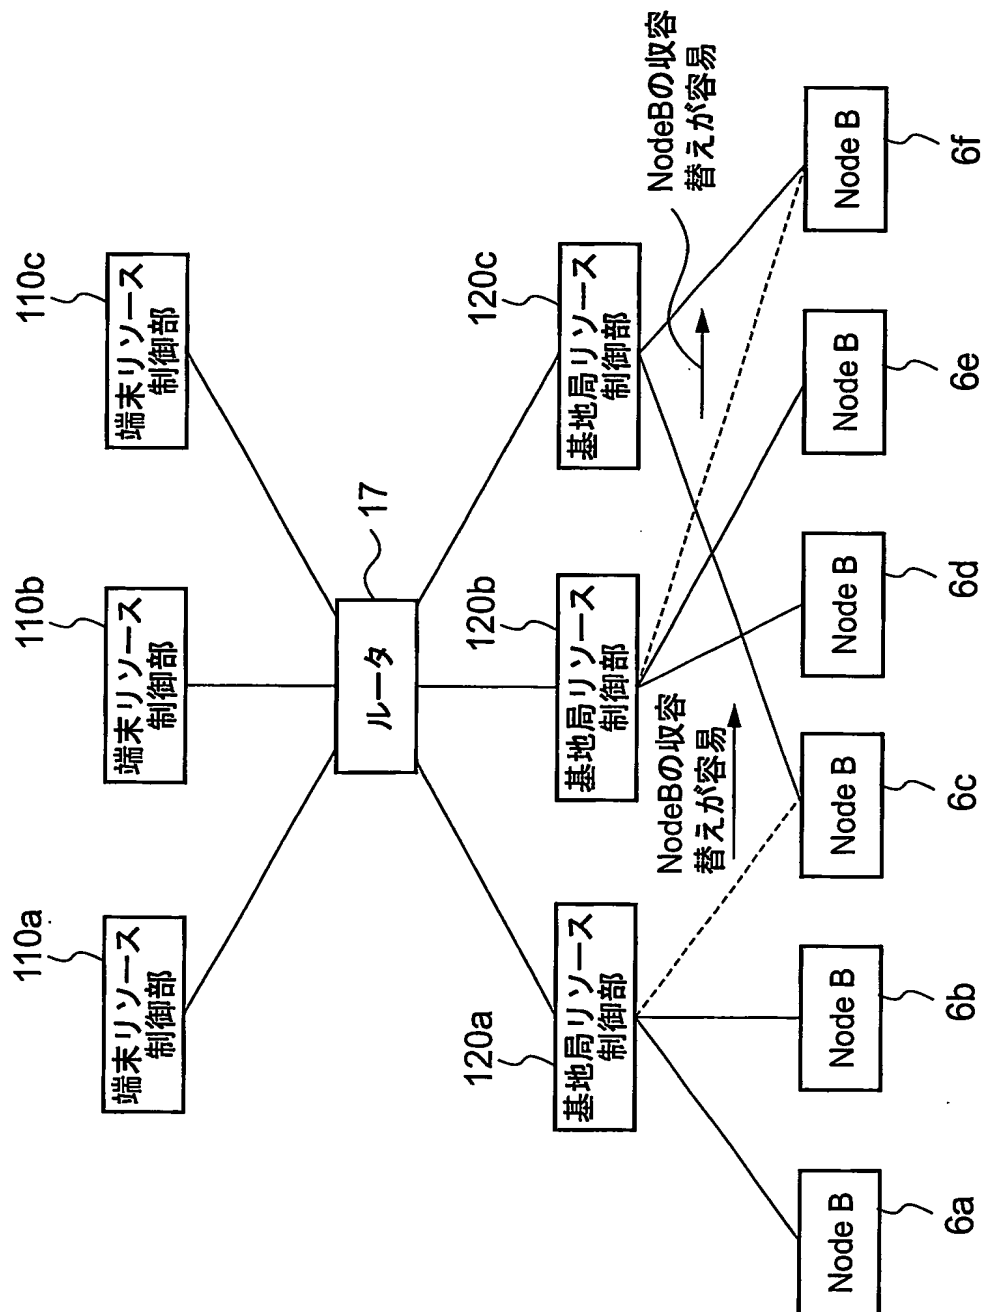 110a
端末リソース
制御部
110b
端末リソース
制御部
110c
端末リソース
制御部
ルータ
17
120a
基地局リソース
制御部
120b
基地局リソース
制御部
120c
基地局リソース
制御部
NodeBの収容
替えが容易
NodeBの収容
替えが容易
Node B
6a
Node B
6b
Node B
6c
Node B
6d
Node B
6e
Node B
6f